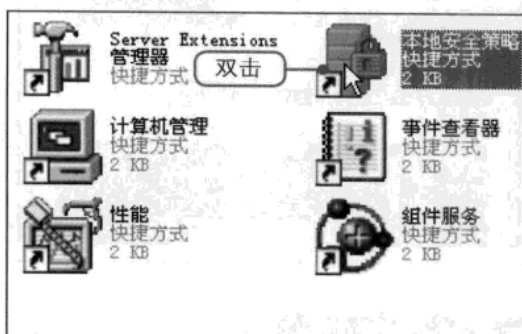 Server Extensions
管理器
快捷方式
双击
本地安全策略
快捷方式
2 KB
计算机管理
快捷方式
2 KB
事件查看器
快捷方式
2 KB
性能
快捷方式
2 KB
组件服务
快捷方式
2 KB